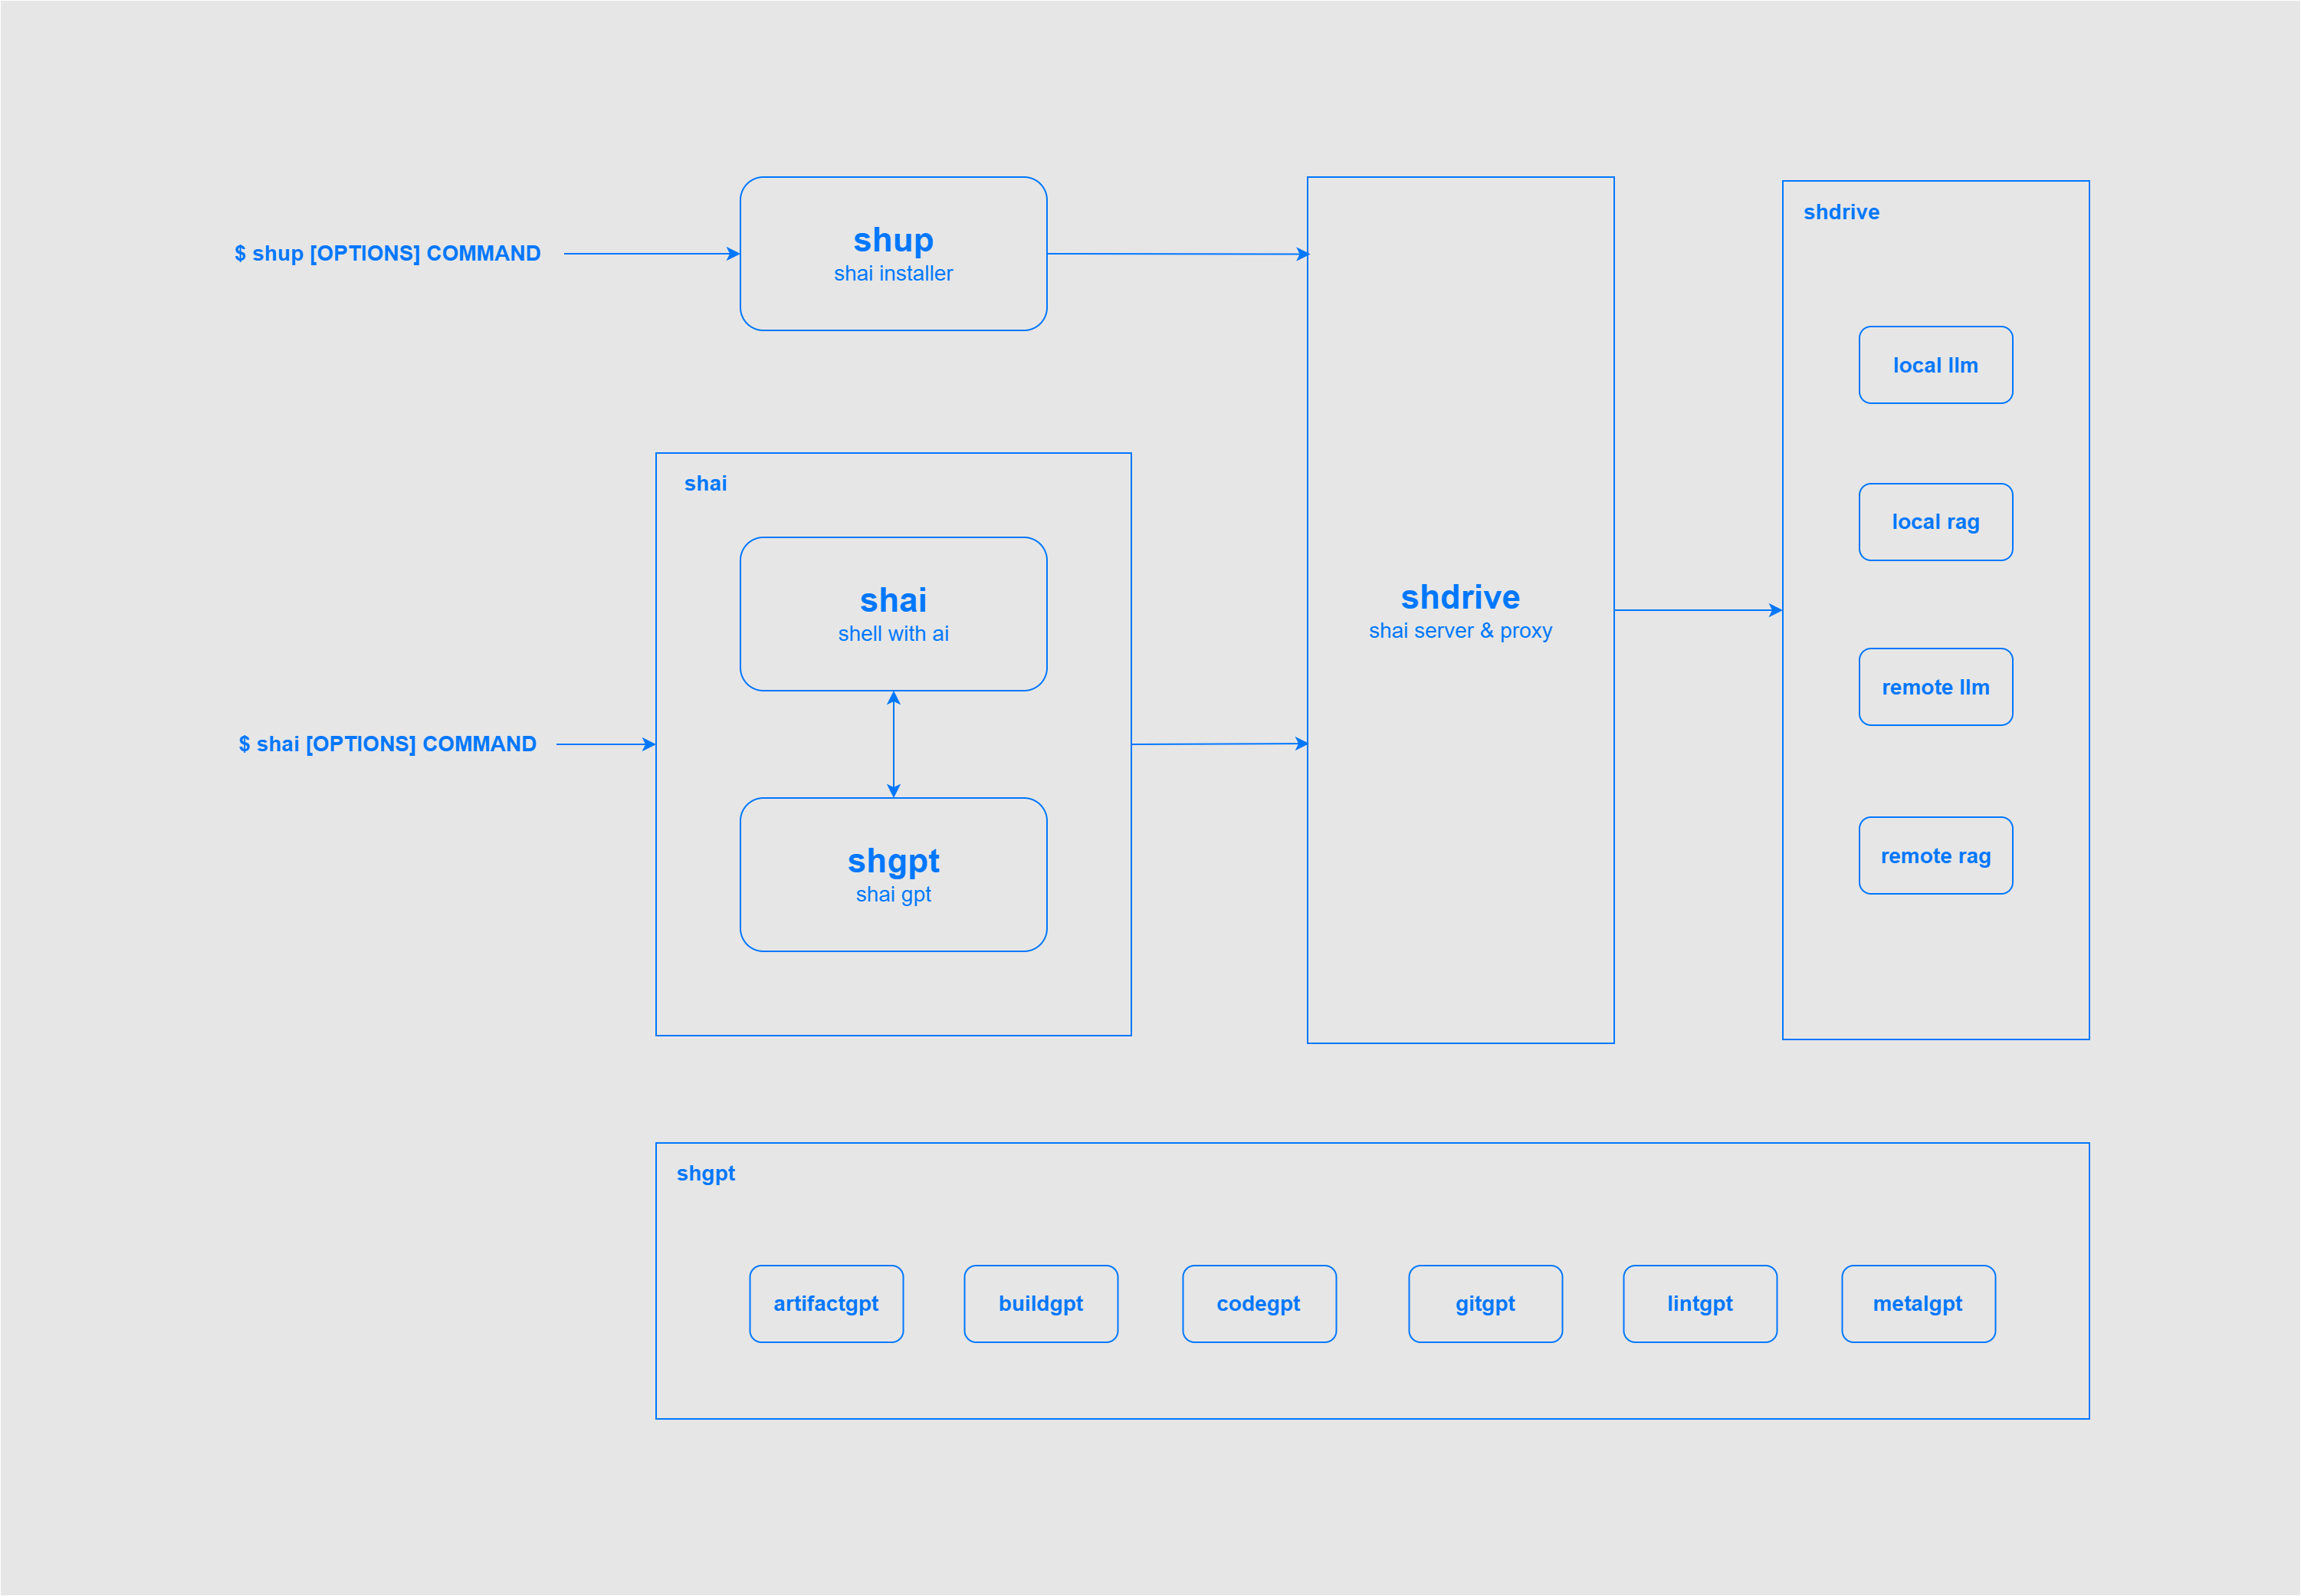 $ shup [OPTIONS] COMMAND
shup
shai installer
shai
shai
shell with ai
$ shai [OPTIONS] COMMAND
shgpt
shai gpt
shdrive
shai server & proxy
shdrive
local llm
local rag
remote llm
remote rag
shgpt
artifactgpt
buildgpt
codegpt
gitgpt
lintgpt
metalgpt